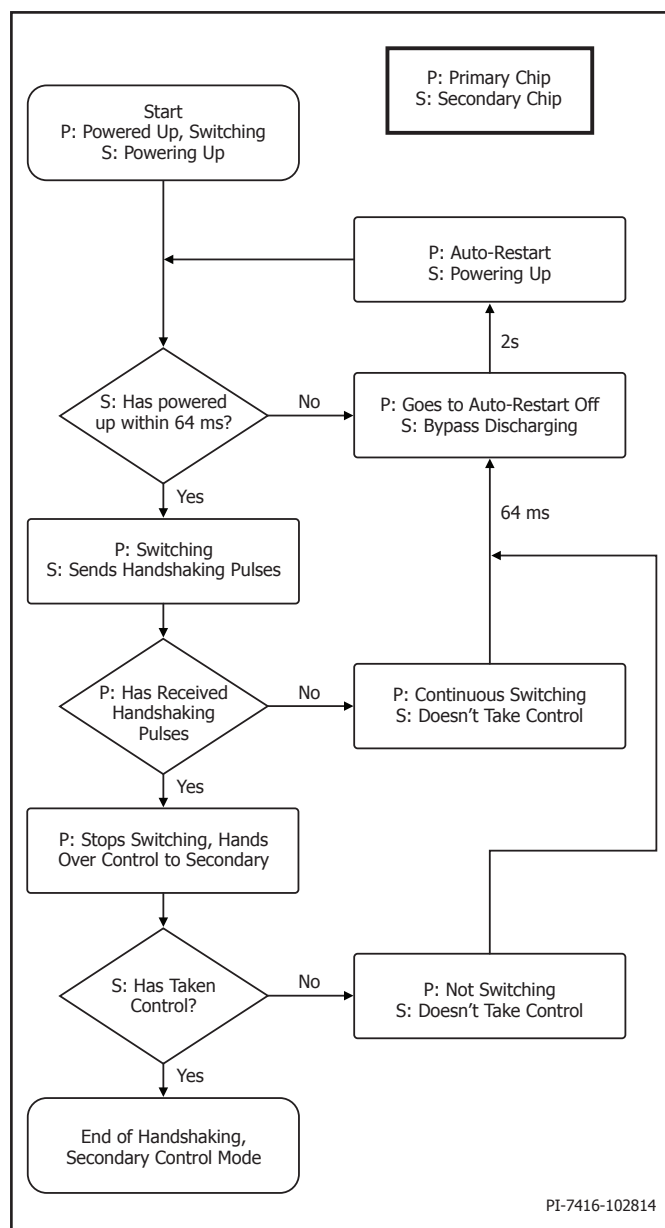 P: Primary Chip
S: Secondary Chip
Start
P: Powered Up, Switching
S: Powering Up
P: Auto-Restart
S: Powering Up
2s
S: Has powered
up within 64 ms?
No
P: Goes to Auto-Restart Off
S: Bypass Discharging
Yes
64 ms
P: Switching
S: Sends Handshaking Pulses
P: Has Received
Handshaking
Pulses
No
P: Continuous Switching
S: Doesn't Take Control
Yes
P: Stops Switching, Hands
Over Control to Secondary
S: Has Taken
Control?
No
P: Not Switching
S: Doesn't Take Control
Yes
End of Handshaking,
Secondary Control Mode
PI-7416-102814